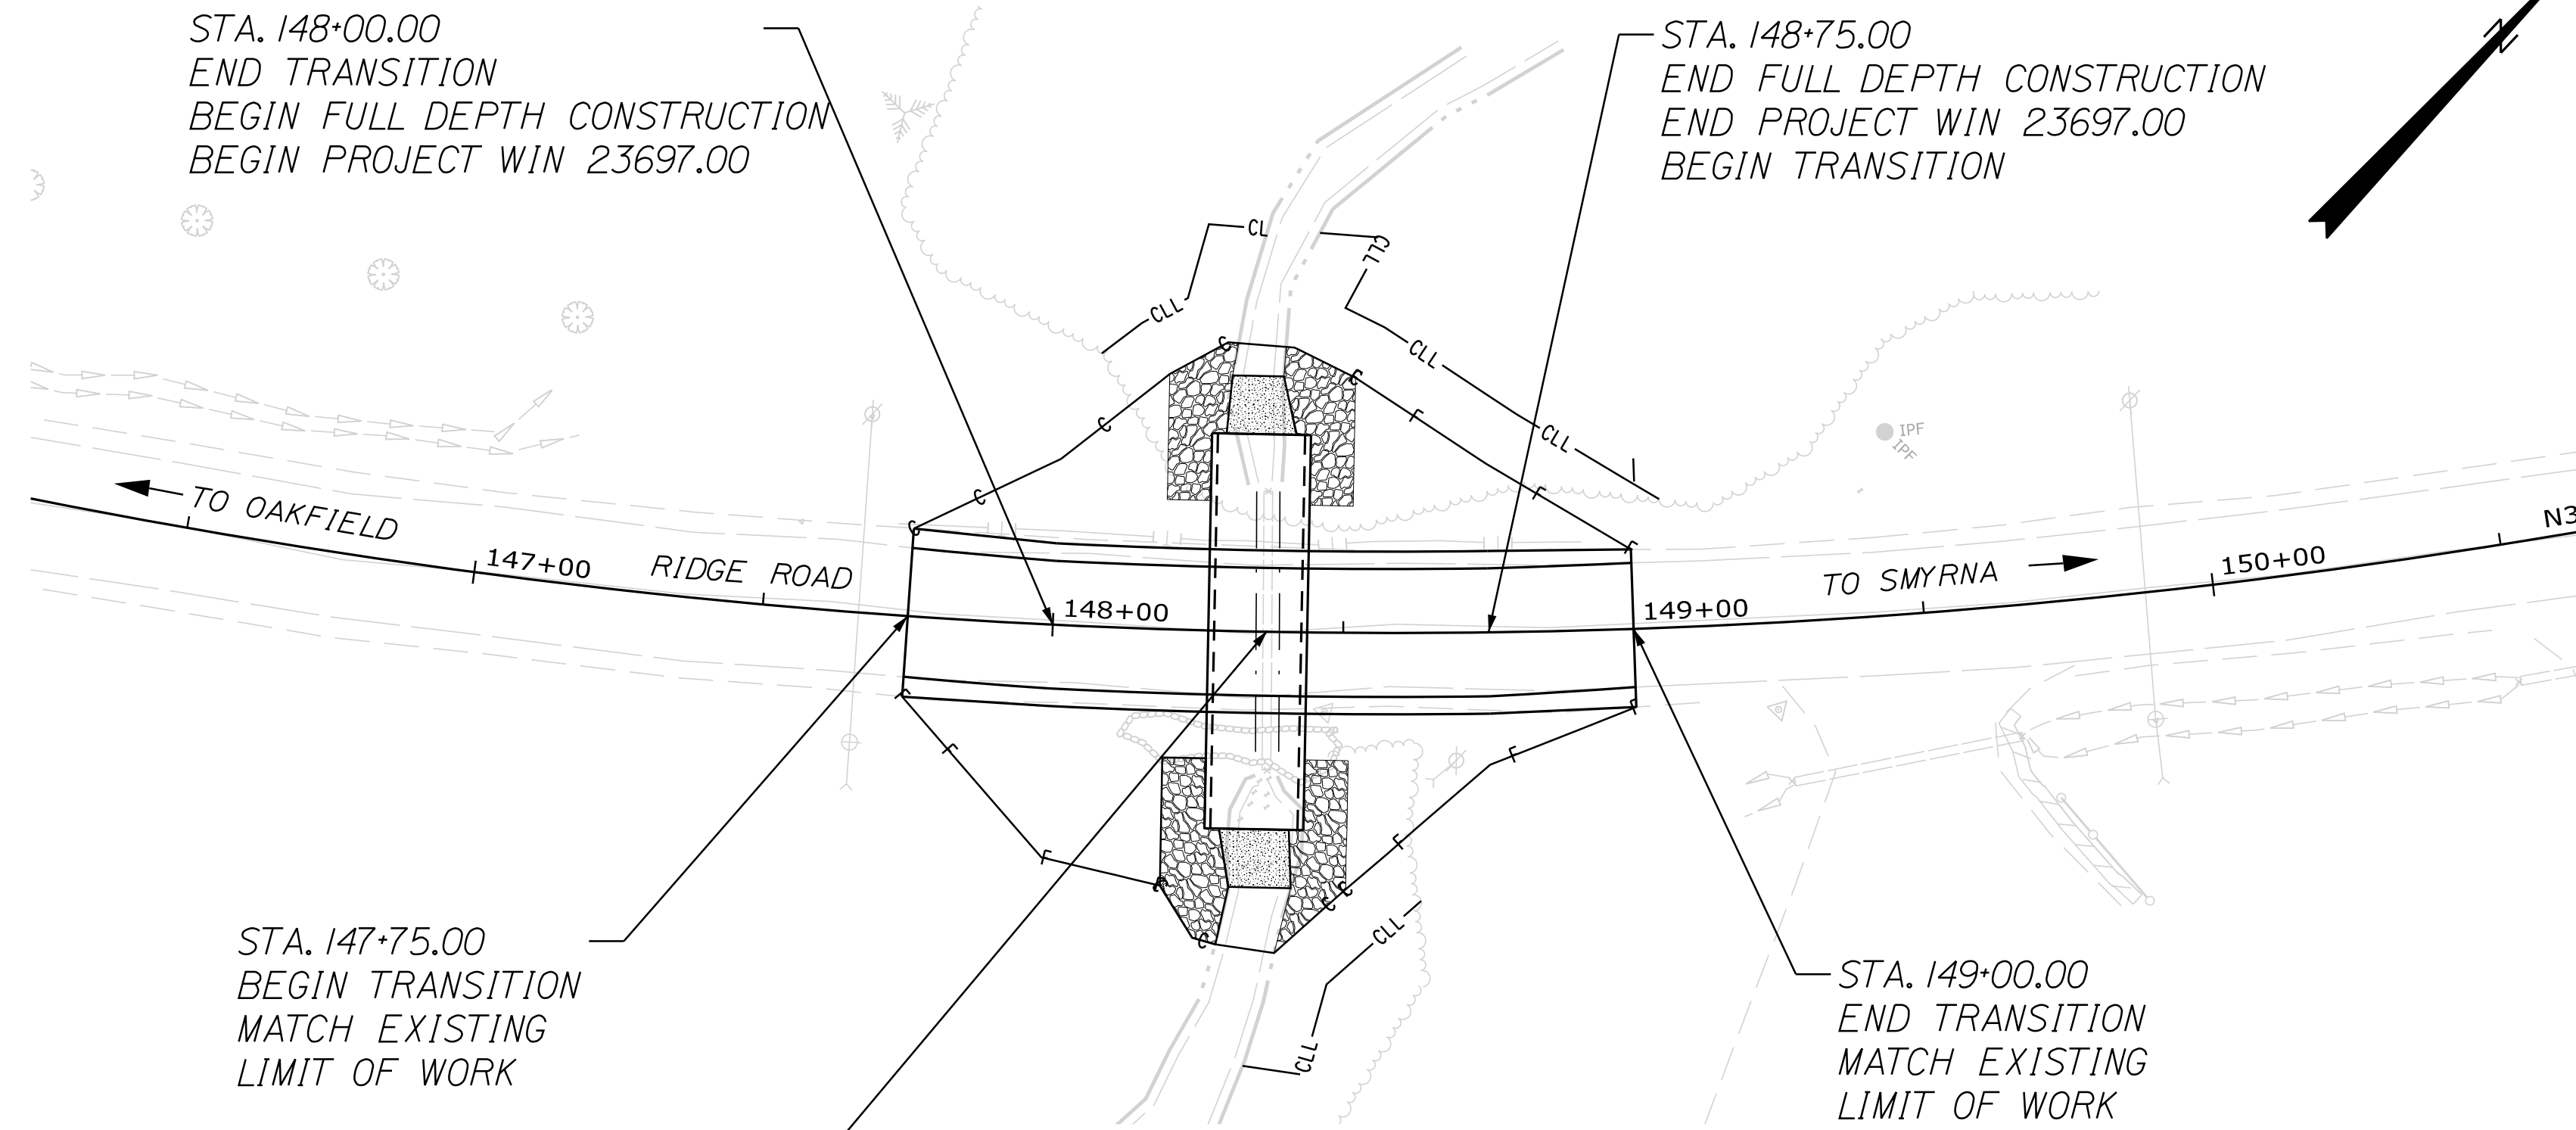 STA. 148+00.00
END TRANSITION
BEGIN FULL DEPTH CONSTRUCTION
BEGIN PROJECT WIN 23697.00
STA. 148+75.00
END FULL DEPTH CONSTRUCTION
END PROJECT WIN 23697.00
BEGIN TRANSITION
CL
CLL
CLL
CLL
CLL
IPF
IPF
TO OAKFIELD
147+00
RIDGE ROAD
148+00
149+00
TO SMYRNA
150+00
N3
C
C
C
C
C
F
F
F
F
F
F
F
F
F
C
C
C
CLL
CLL
STA. 147+75.00
BEGIN TRANSITION
MATCH EXISTING
LIMIT OF WORK
STA. 149+00.00
END TRANSITION
MATCH EXISTING
LIMIT OF WORK